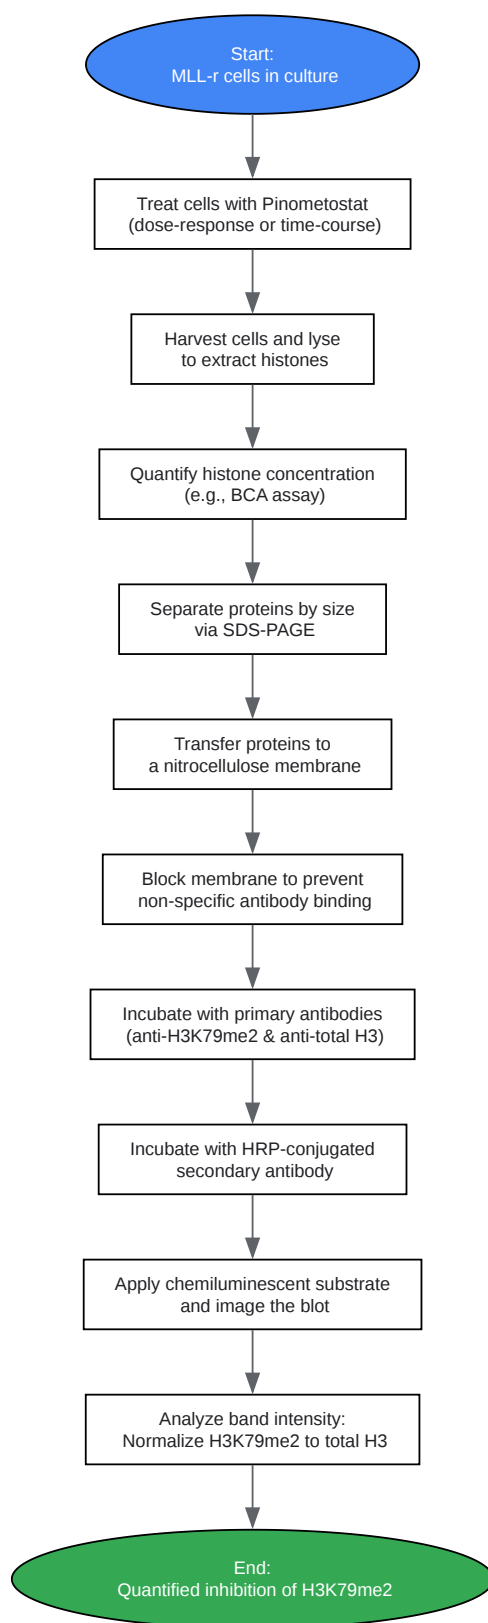 Start:
MLL-r cells in culture
Treat cells with Pinometostat
(dose-response or time-course)
Harvest cells and lyse
to extract histones
Quantify histone concentration
(e.g., BCA assay)
Separate proteins by size
via SDS-PAGE
Transfer proteins to
a nitrocellulose membrane
Block membrane to prevent
non-specific antibody binding
Incubate with primary antibodies
(anti-H3K79me2 & anti-total H3)
Incubate with HRP-conjugated
secondary antibody
Apply chemiluminescent substrate
and image the blot
Analyze band intensity:
Normalize H3K79me2 to total H3
End:
Quantified inhibition of H3K79me2